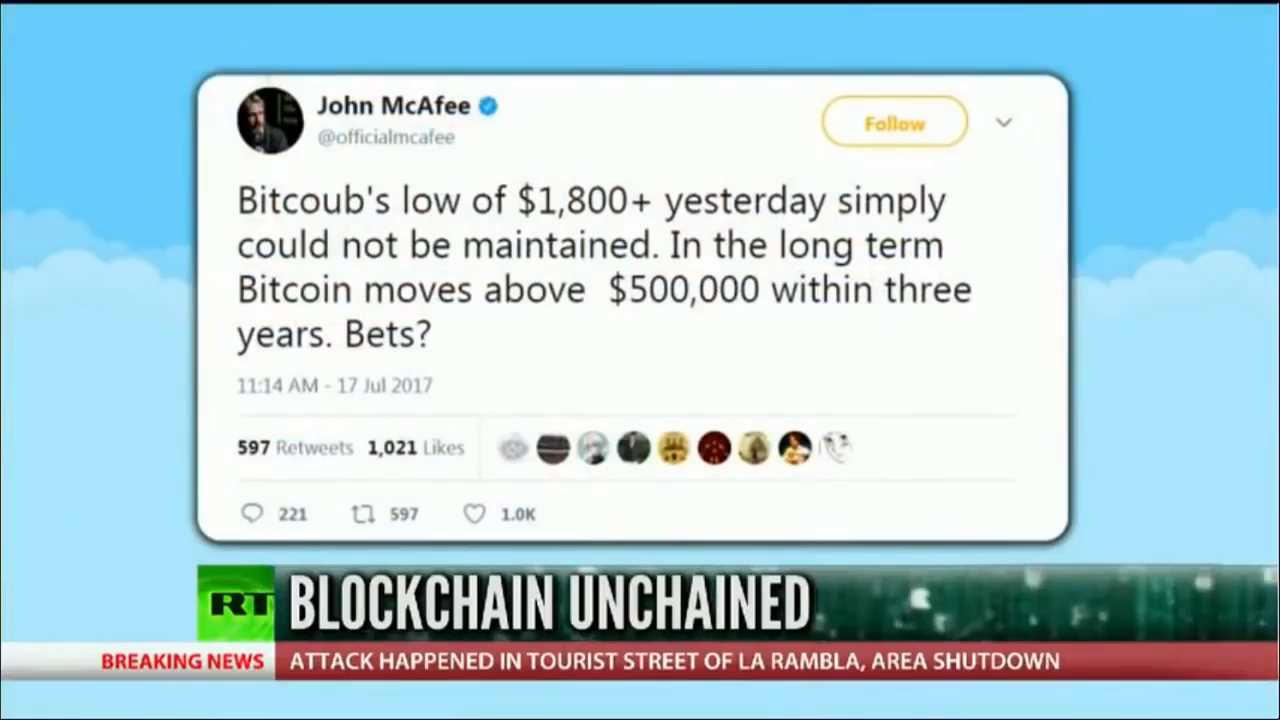 John McAfee
@officialmcafee
Follow
Bitcoub's low of $1,800+ yesterday simply
could not be maintained. In the long term
Bitcoin moves above $500,000 within three
years. Bets?
11:14 AM - 17 Jul 2017
597 Retweets 1,021 Likes
221 597 1.0K
RT BLOCKCHAIN UNCHAINED
BREAKING NEWS ATTACK HAPPENED IN TOURIST STREET OF LA RAMBLA, AREA SHUTDOWN